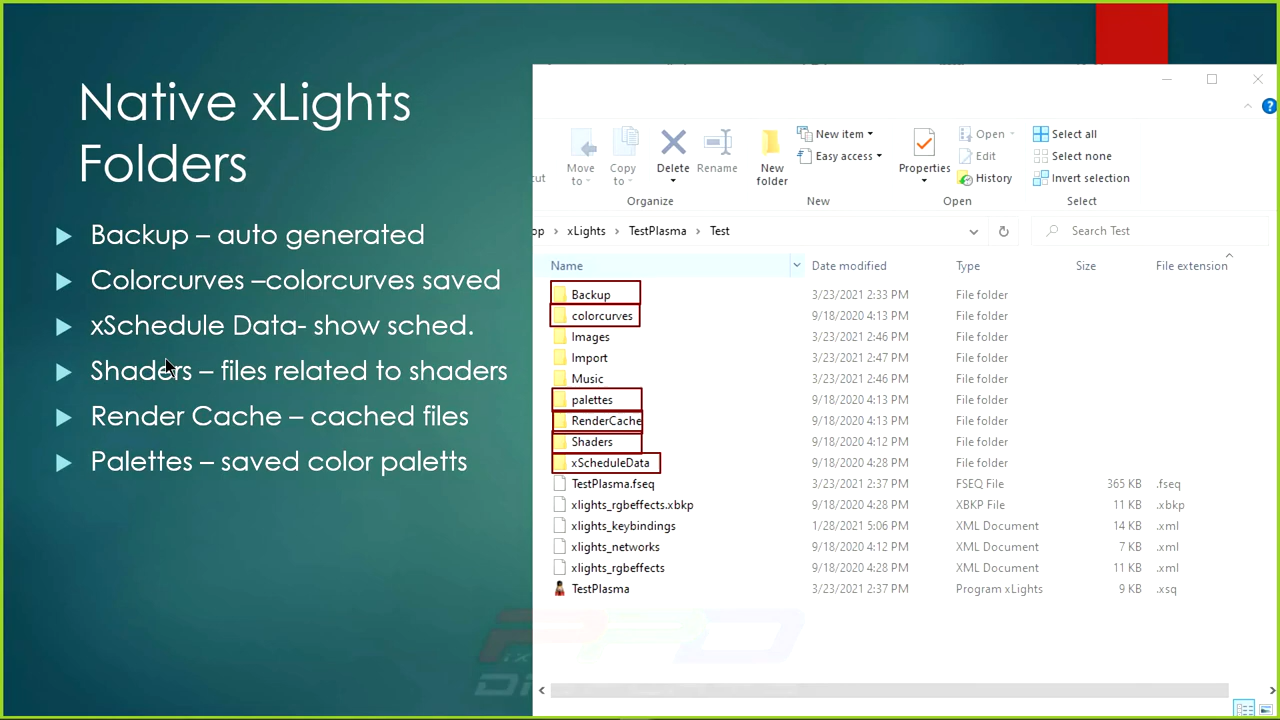 Native xLights
Folders
Backup – auto generated
Colorcurves –colorcurves saved
xSchedule Data- show sched.
Shaders – files related to shaders
Render Cache – cached files
Palettes – saved color paletts
cut
Move to
Copy to
Delete
Rename
New folder
New item
Easy access
Properties
Open
Edit
History
Select all
Select none
Invert selection
Organize New Open Select
op › xLights › TestPlasma › Test
Search Test
Name Date modified Type Size File extension
Backup 3/23/2021 2:33 PM File folder
colorcurves 9/18/2020 4:13 PM File folder
Images 3/23/2021 2:37 PM File folder
Import 3/23/2021 2:47 PM File folder
Music 3/23/2021 2:46 PM File folder
palettes 9/18/2020 4:13 PM File folder
RenderCache 9/18/2020 4:13 PM File folder
Shaders 9/18/2020 4:12 PM File folder
xScheduleData 9/18/2020 4:28 PM File folder
TestPlasma.fseq 3/23/2021 2:37 PM FSEQ File 365 KB .fseq
xlights_rgbeffects.xbkp 9/18/2020 4:28 PM XBKP File 11 KB .xbkp
xlights_keybindings 1/28/2021 5:06 PM XML Document 14 KB .xml
xlights_networks 9/18/2020 4:12 PM XML Document 7 KB .xml
xlights_rgbeffects 9/18/2020 4:28 PM XML Document 11 KB .xml
TestPlasma 3/23/2021 2:37 PM Program xLights 9 KB .xsq
PPD